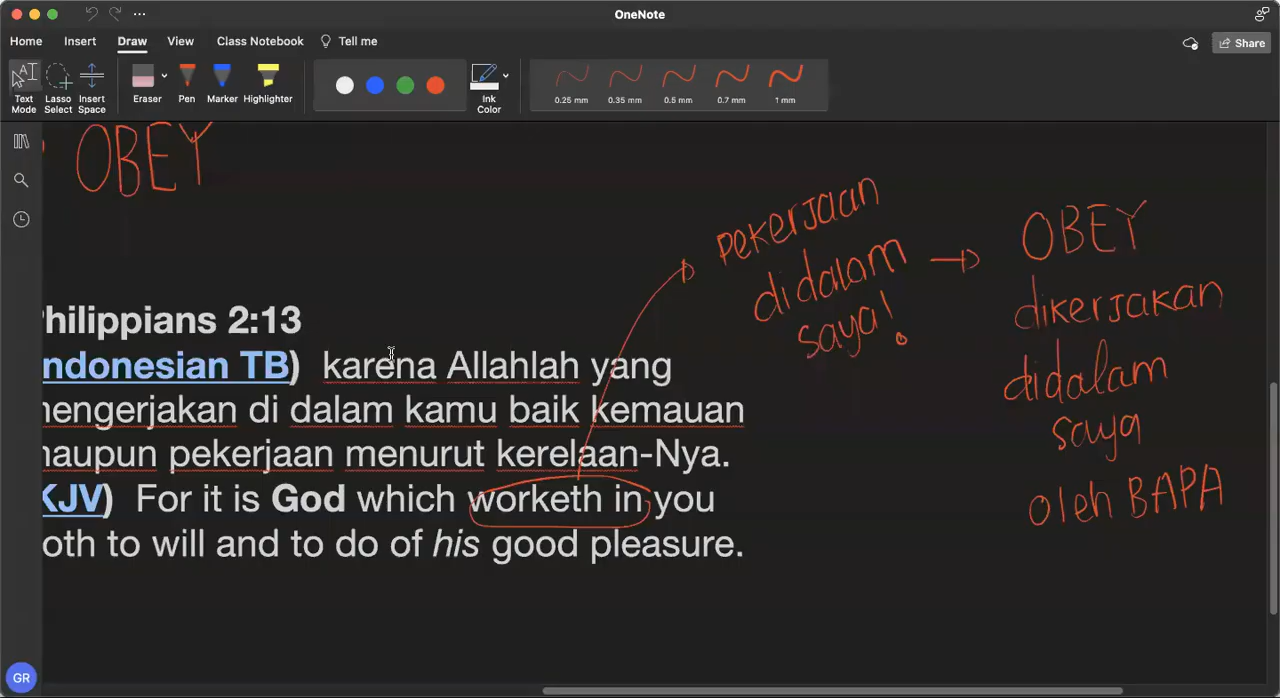 OneNote
Home Insert Draw View Class Notebook Tell me
Share
Text Mode
Lasso Select
Insert Space
Eraser
Pen
Marker
Highlighter
Ink Color
0.25 mm
0.35 mm
0.5 mm
0.7 mm
1 mm
OBEY
hilippians 2:13
ndonesian TB) karena Allahlah yang
engerjakan di dalam kamu baik kemauan
aupun pekerjaan menurut kerelaan-Nya.
KJV) For it is God which worketh in you
oth to will and to do of his good pleasure.
pekerjaan
didalam
saya!
OBEY
dikerjakan
didalam
saya
oleh BAPA
GR